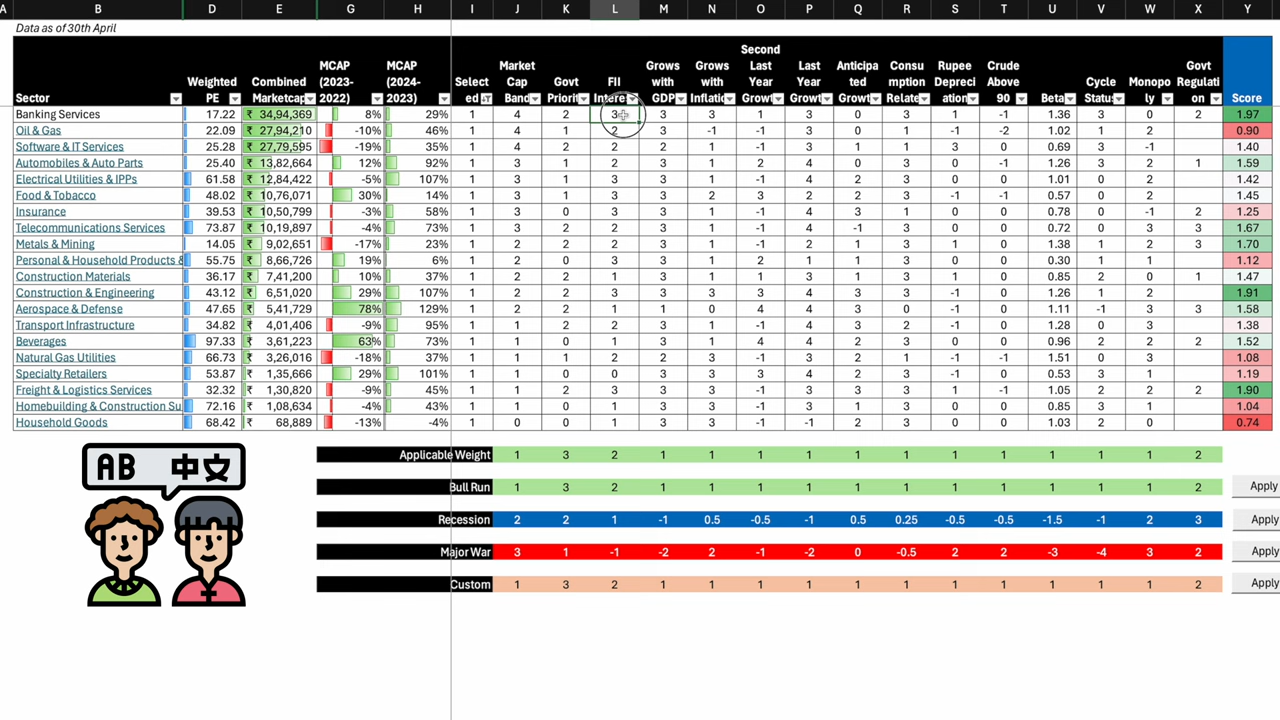 A B D E G H I J K L M N O P Q R S T U V W X Y
Data as of 30th April
Sector Weighted PE Combined Marketcap MCAP (2023-2022) MCAP (2024-2023) Select ed Market Cap Band Govt Priorit FII Intere Grows with GDP Grows with Inflatic Second Last Year Growt Last Year Growt Anticipa ted Growt Consu mption Relate Rupee Depreci ation Crude Above 90 Beta Cycle Status Monopo ly Govt Regulati on Score
Banking Services 17.22 ₹ 34,94,369 8% 29% 1 4 2 3 3 3 1 3 0 3 1 -1 1.36 3 0 2 1.97
Oil & Gas 22.09 ₹ 27,94,210 -10% 46% 1 4 1 2 3 -1 -1 3 0 1 -1 -2 1.02 1 2 0.90
Software & IT Services 25.28 ₹ 27,79,595 -19% 35% 1 4 2 2 2 1 -1 3 1 1 3 0 0.69 3 -1 1.40
Automobiles & Auto Parts 25.40 ₹ 13,82,664 12% 92% 1 3 1 2 3 1 2 4 0 3 0 -1 1.26 3 2 1 1.59
Electrical Utilities & IPPs 61.58 ₹ 12,84,422 -5% 107% 1 3 1 3 3 1 -1 4 2 3 0 0 1.01 0 2 1.42
Food & Tobacco 48.02 ₹ 10,76,071 30% 14% 1 3 1 3 3 2 3 2 2 3 -1 -1 0.57 0 2 1.45
Insurance 39.53 ₹ 10,50,799 -3% 58% 1 3 0 3 3 1 -1 4 3 1 0 0 0.78 0 -1 2 1.25
Telecommunications Services 73.87 ₹ 10,19,897 -4% 73% 1 3 2 2 3 1 -1 4 -1 3 0 0 0.72 0 3 3 1.67
Metals & Mining 14.05 ₹ 9,02,651 -17% 23% 1 2 2 2 3 1 -1 2 1 3 1 -1 1.38 1 2 3 1.70
Personal & Household Products & 55.75 ₹ 8,66,726 19% 6% 1 2 0 3 3 1 2 1 1 3 -1 -1 0.30 1 1 1.12
Construction Materials 36.17 ₹ 7,41,200 10% 37% 1 2 2 1 3 1 1 3 1 3 0 -1 0.85 2 0 1 1.47
Construction & Engineering 43.12 ₹ 6,51,020 29% 107% 1 2 2 3 3 3 3 4 2 3 0 -1 1.26 1 2 1.91
Aerospace & Defense 47.65 ₹ 5,41,729 78% 129% 1 2 2 1 1 0 4 4 3 3 -1 0 1.11 -1 3 3 1.58
Transport Infrastructure 34.82 ₹ 4,01,406 -9% 95% 1 1 2 2 3 1 -1 4 3 2 -1 0 1.28 0 3 1.38
Beverages 97.33 ₹ 3,61,223 63% 73% 1 1 0 1 3 3 4 4 2 3 -1 0 0.96 2 2 2 1.52
Natural Gas Utilities 66.73 ₹ 3,26,016 -18% 37% 1 1 1 2 2 3 -1 3 2 3 -1 -1 1.51 0 3 1.08
Specialty Retailers 53.87 ₹ 1,35,666 29% 101% 1 1 0 0 3 3 3 4 2 3 -1 0 0.53 3 1 1.19
Freight & Logistics Services 32.32 ₹ 1,30,820 -9% 45% 1 1 2 3 3 3 -1 3 3 3 1 -1 1.05 2 2 2 1.90
Homebuilding & Construction Su 72.16 ₹ 1,08,634 -4% 43% 1 1 0 1 3 3 -1 3 1 3 0 0 0.85 3 1 1.04
Household Goods 68.42 ₹ 68,889 -13% -4% 1 0 0 1 3 3 -1 -1 2 3 0 0 1.03 2 0 0.74
Applicable Weight 1 3 2 1 1 1 1 1 1 1 1 1 1 1 2
Bull Run 1 3 2 1 1 1 1 1 1 1 1 1 1 1 2 Apply
Recession 2 2 1 -1 0.5 -0.5 -1 0.5 0.25 -0.5 -0.5 -1.5 -1 2 3 Apply
Major War 3 1 -1 -2 2 -1 -2 0 -0.5 2 2 -3 -4 3 2 Apply
Custom 1 3 2 1 1 1 1 1 1 1 1 1 1 1 2 Apply
AB 中文